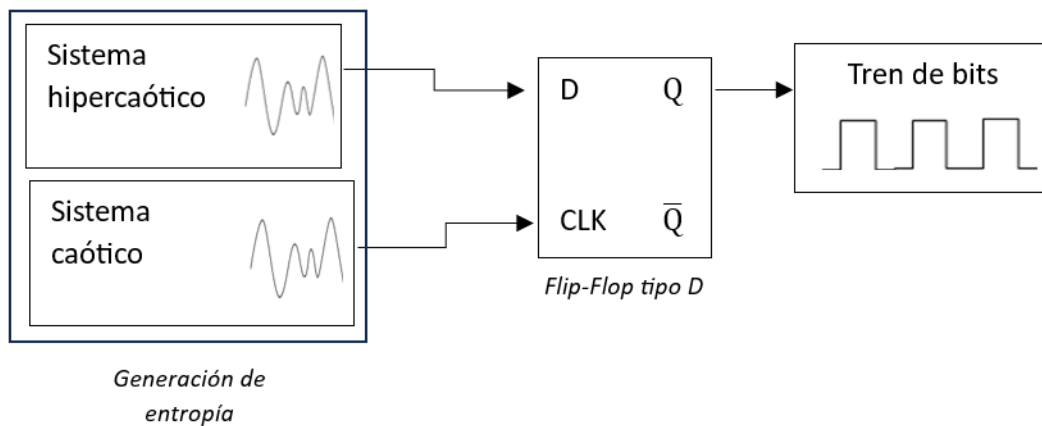 Sistema
hipercaótico
Sistema
caótico
Generación de
entropía
D Q
CLK Q̅
Flip-Flop tipo D
Tren de bits